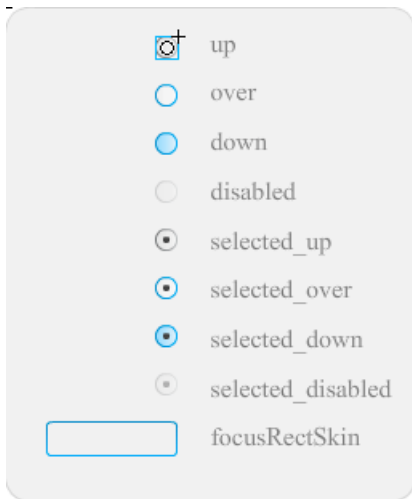 up
over
down
disabled
selected_up
selected_over
selected_down
selected_disabled
focusRectSkin